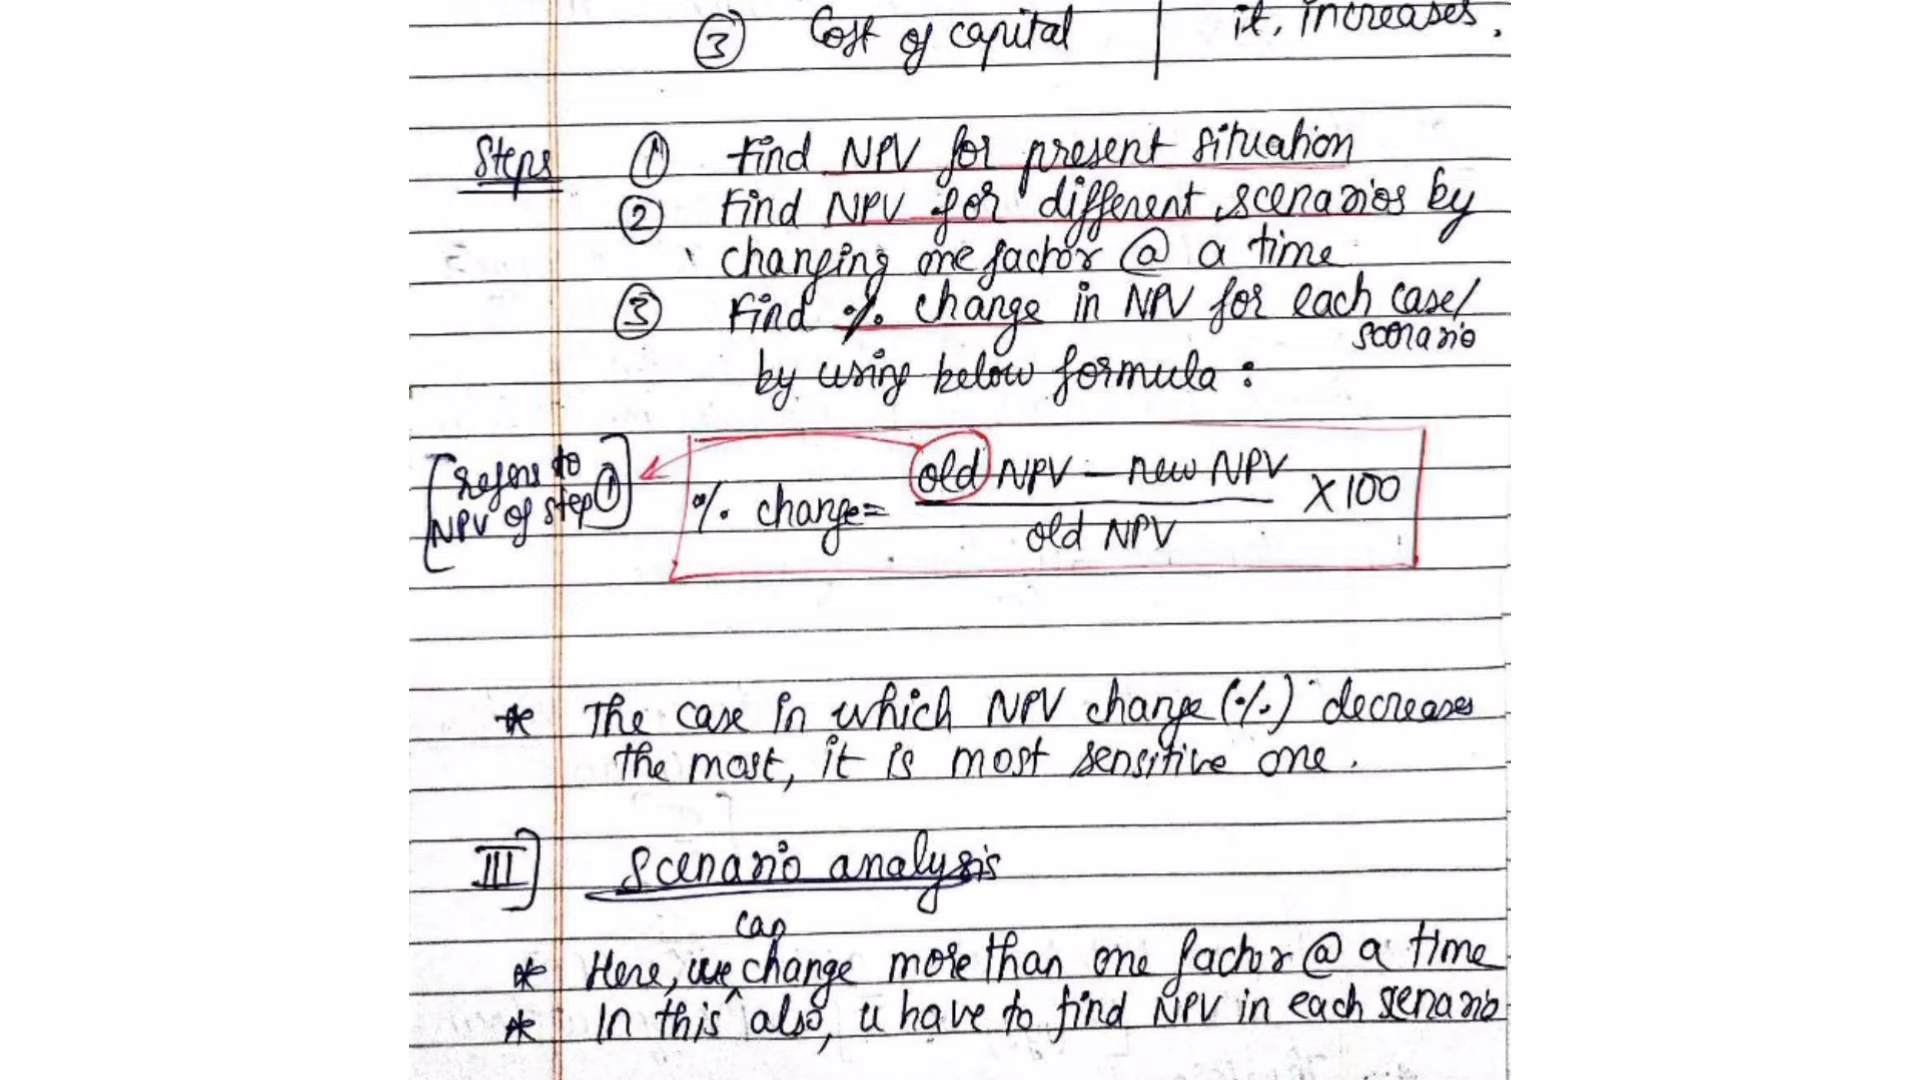 ③ Cost of capital | it, increases.
Steps ① Find NPV for present situation
② Find NPV for different scenarios by
changing one factor @ a time
③ Find % change in NPV for each case/
scenario
by using below formula :
[refers to
NPV of step ①]
% change = old NPV - new NPV / old NPV X 100
* The case in which NPV change (%) decreases
the most, it is most sensitive one.
III] Scenario analysis
can
* Here, we ^ change more than one factor @ a time
* In this also, u have to find NPV in each senario